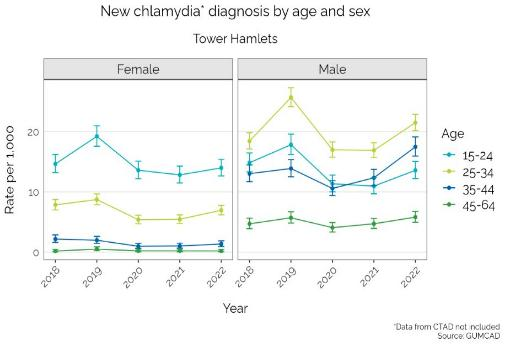 New chlamydia* diagnosis by age and sex
Tower Hamlets
Female
Male
Rate per 1,000
20
10
0
2018
2019
2020
2021
2022
2018
2019
2020
2021
2022
Year
Age
15-24
25-34
35-44
45-64
*Data from CTAD not included
Source: GUMCAD